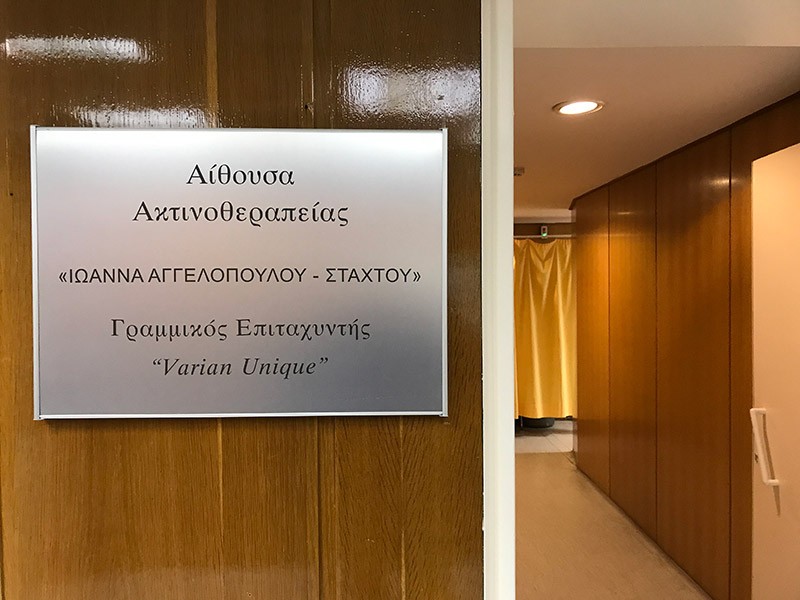 Αίθουσα
Ακτινοθεραπείας
«ΙΩΑΝΝΑ ΑΓΓΕΛΟΠΟΥΛΟΥ - ΣΤΑΧΤΟΥ»
Γραμμικός Επιταχυντής
“Varian Unique”